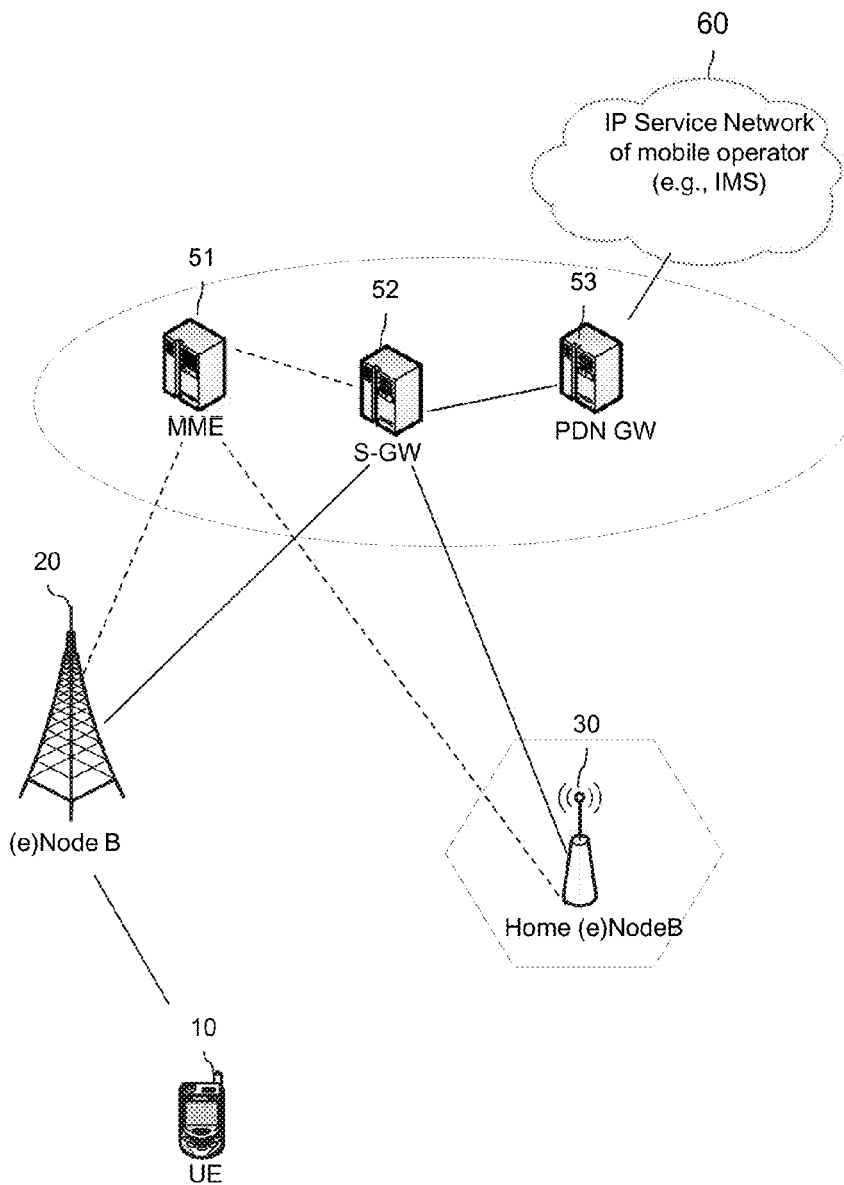 60
IP Service Network
of mobile operator
(e.g., IMS)
51
52
53
MME
S-GW
PDN GW
20
(e)Node B
30
Home (e)NodeB
10
UE